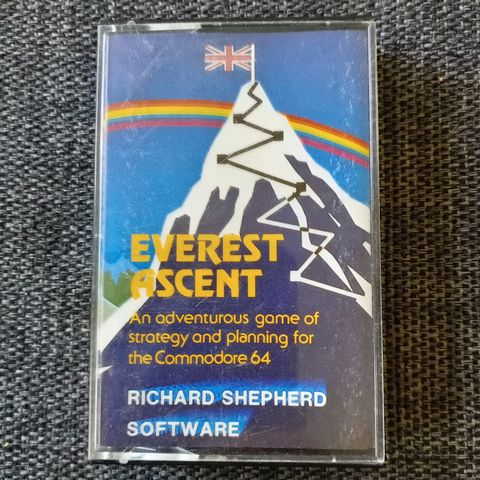 EVEREST
ASCENT
An adventurous game of
strategy and planning for
the Commodore 64
RICHARD SHEPHERD
SOFTWARE